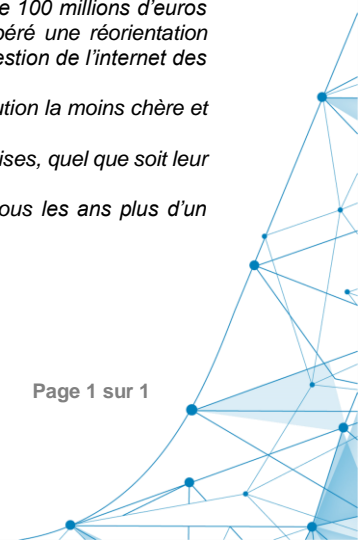 e 100 millions d'euros
péré une réorientation
estion de l'internet des
ution la moins chère et
ises, quel que soit leur
ous les ans plus d'un
Page 1 sur 1